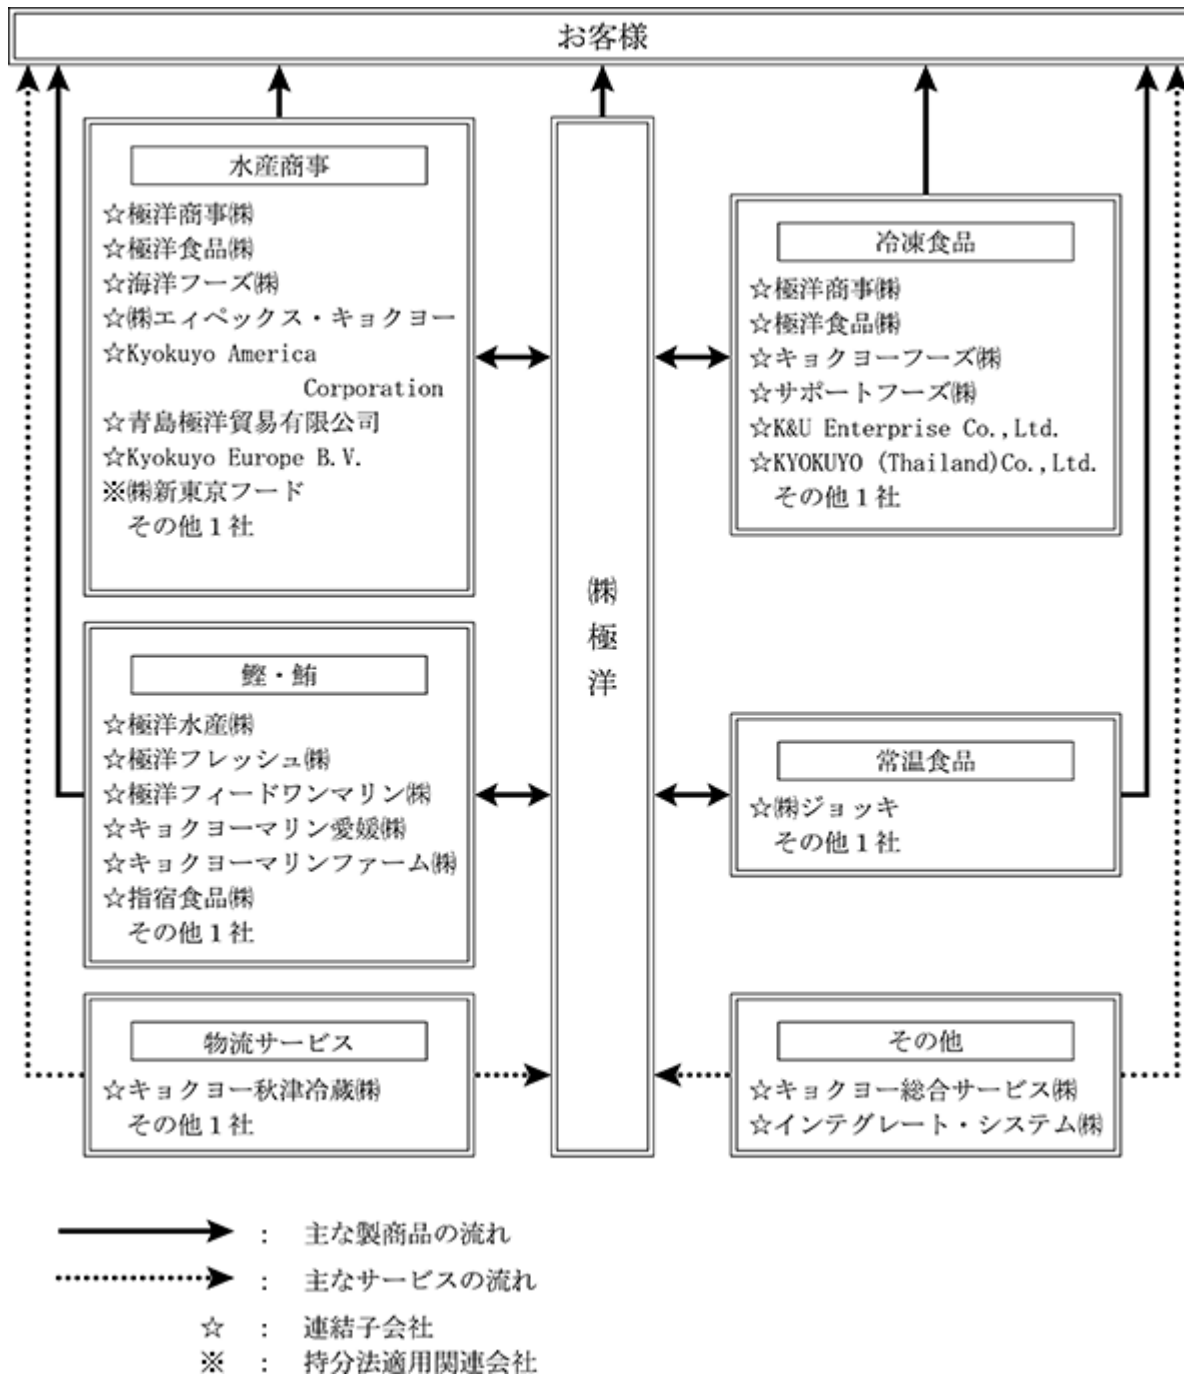 お客様
水産商事
☆極洋商事㈱
☆極洋食品㈱
☆海洋フーズ㈱
☆㈱エィペックス・キョクヨー
☆Kyokuyo America
Corporation
☆青島極洋貿易有限公司
☆Kyokuyo Europe B.V.
※㈱新東京フード
その他１社
鰹・鮪
☆極洋水産㈱
☆極洋フレッシュ㈱
☆極洋フィードワンマリン㈱
☆キョクヨーマリン愛媛㈱
☆キョクヨーマリンファーム㈱
☆指宿食品㈱
その他１社
物流サービス
☆キョクヨー秋津冷蔵㈱
その他１社
㈱極洋
冷凍食品
☆極洋商事㈱
☆極洋食品㈱
☆キョクヨーフーズ㈱
☆サポートフーズ㈱
☆K&U Enterprise Co.,Ltd.
☆KYOKUYO (Thailand)Co.,Ltd.
その他１社
常温食品
☆㈱ジョッキ
その他１社
その他
☆キョクヨー総合サービス㈱
☆インテグレート・システム㈱
： 主な製商品の流れ
： 主なサービスの流れ
☆ ： 連結子会社
※ ： 持分法適用関連会社